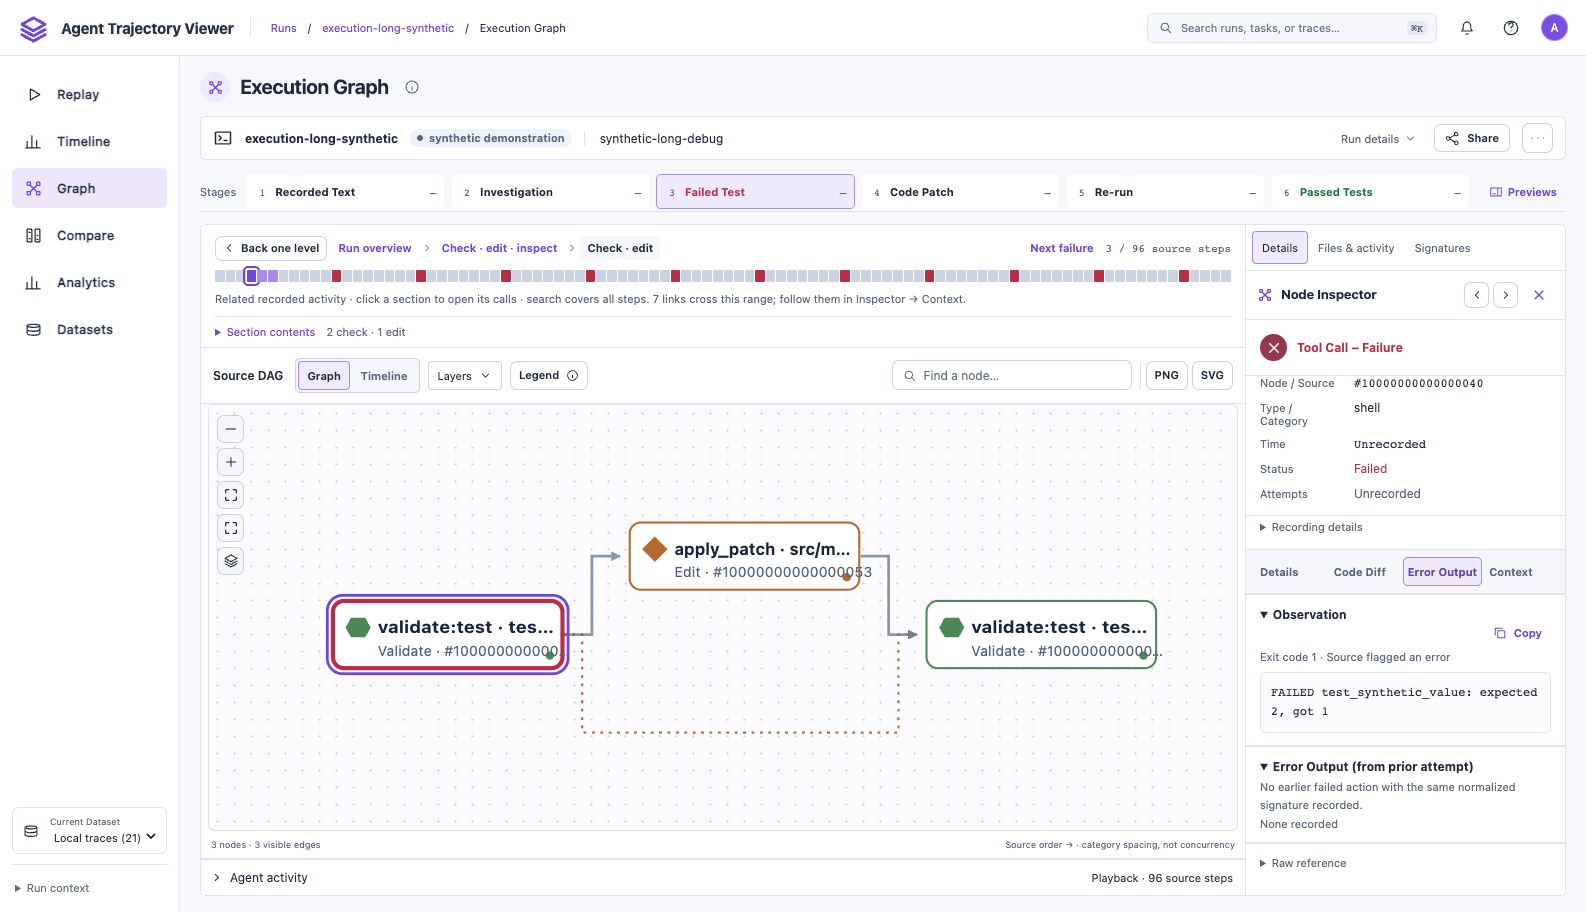 Agent Trajectory Viewer
Runs / execution-long-synthetic / Execution Graph
Search runs, tasks, or traces...
⌘K
A
Replay
Timeline
Graph
Compare
Analytics
Datasets
Current Dataset
Local traces (21)
Run context
Execution Graph
execution-long-synthetic
synthetic demonstration
synthetic-long-debug
Run details
Share
...
Stages
1 Recorded Text –
2 Investigation –
3 Failed Test –
4 Code Patch –
5 Re-run –
6 Passed Tests –
Previews
Back one level
Run overview
Check · edit · inspect
Check · edit
Next failure
3 / 96 source steps
Related recorded activity · click a section to open its calls · search covers all steps. 7 links cross this range; follow them in Inspector → Context.
Section contents
2 check · 1 edit
Source DAG
Graph
Timeline
Layers
Legend
Find a node...
PNG
SVG
apply_patch · src/m...
Edit · #10000000000000053
validate:test · tes...
Validate · #100000000000...
validate:test · tes...
Validate · #100000000000...
3 nodes · 3 visible edges
Source order → · category spacing, not concurrency
Agent activity
Playback · 96 source steps
Details
Files & activity
Signatures
Node Inspector
Tool Call – Failure
Node / Source #10000000000000040
Type / Category shell
Time Unrecorded
Status Failed
Attempts Unrecorded
Recording details
Details
Code Diff
Error Output
Context
Observation
Copy
Exit code 1 · Source flagged an error
FAILED test_synthetic_value: expected
2, got 1
Error Output (from prior attempt)
No earlier failed action with the same normalized
signature recorded.
None recorded
Raw reference